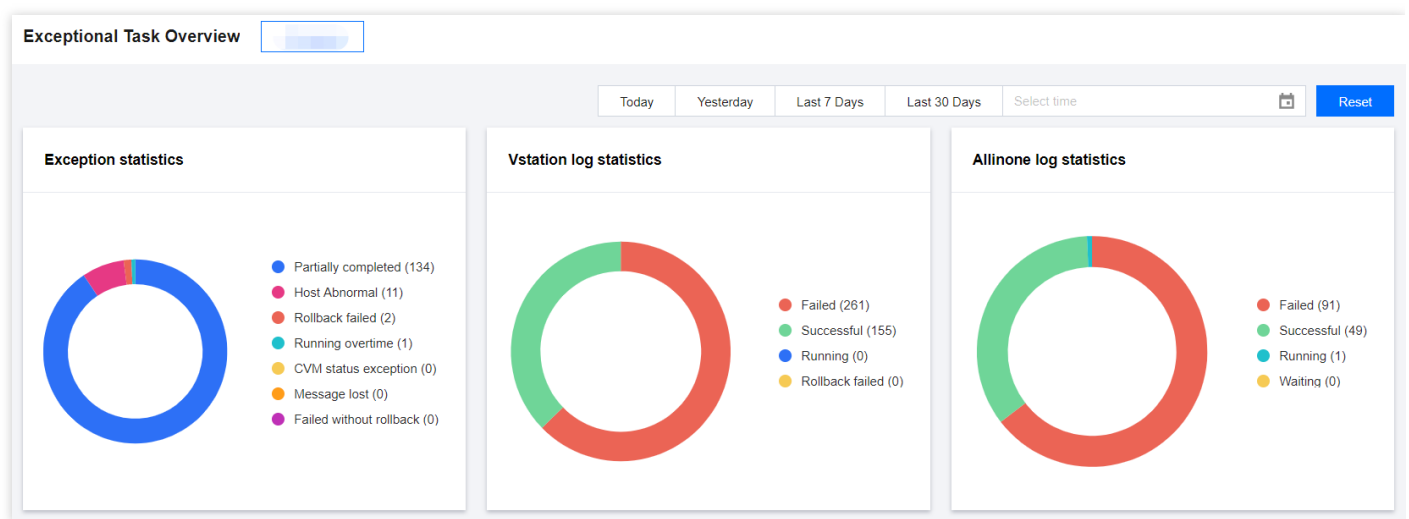 Exceptional Task Overview
Today Yesterday Last 7 Days Last 30 Days Select time Reset
Exception statistics
Partially completed (134)
Host Abnormal (11)
Rollback failed (2)
Running overtime (1)
CVM status exception (0)
Message lost (0)
Failed without rollback (0)
Vstation log statistics
Failed (261)
Successful (155)
Running (0)
Rollback failed (0)
Allinone log statistics
Failed (91)
Successful (49)
Running (1)
Waiting (0)